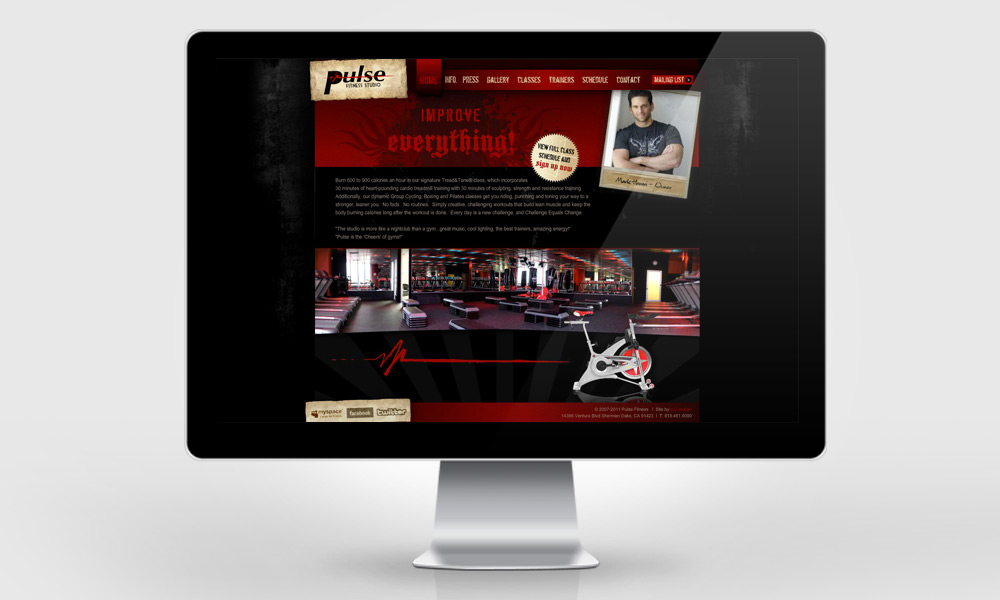 pulse
FITNESS STUDIO
HOME INFO. PRESS GALLERY CLASSES TRAINERS SCHEDULE CONTACT MAILING LIST
IMPROVE
everything!
VIEW FULL CLASS
SCHEDULE AND
sign up now
Owner
Burn 600 to 900 calories an hour in our signature Tread&Tone® class, which incorporates
30 minutes of heart-pounding cardio treadmill training with 30 minutes of sculpting, strength and resistance training.
Additionally, our dynamic Group Cycling, Boxing and Pilates classes get you riding, punching and toning your way to a
stronger, leaner you. No fads. No routines. Simply creative, challenging workouts that build lean muscle and keep the
body burning calories long after the workout is done. Every day is a new challenge, and Challenge Equals Change.
"The studio is more like a nightclub than a gym...great music, cool lighting, the best trainers, amazing energy!"
"Pulse is the 'Cheers' of gyms!"
myspace facebook twitter
© 2007-2011 Pulse Fitness. | Site by
Ventura Blvd Sherman Oaks, CA 91423 | T